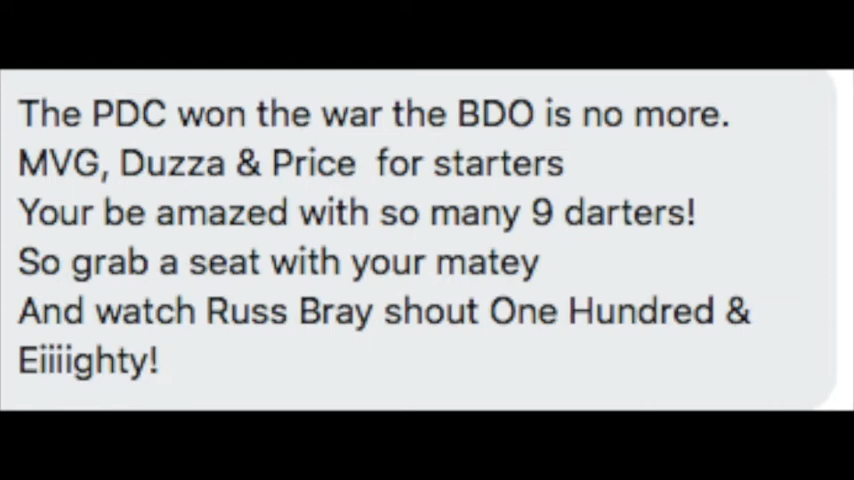 The PDC won the war the BDO is no more.
MVG, Duzza & Price for starters
Your be amazed with so many 9 darters!
So grab a seat with your matey
And watch Russ Bray shout One Hundred &
Eiiiighty!